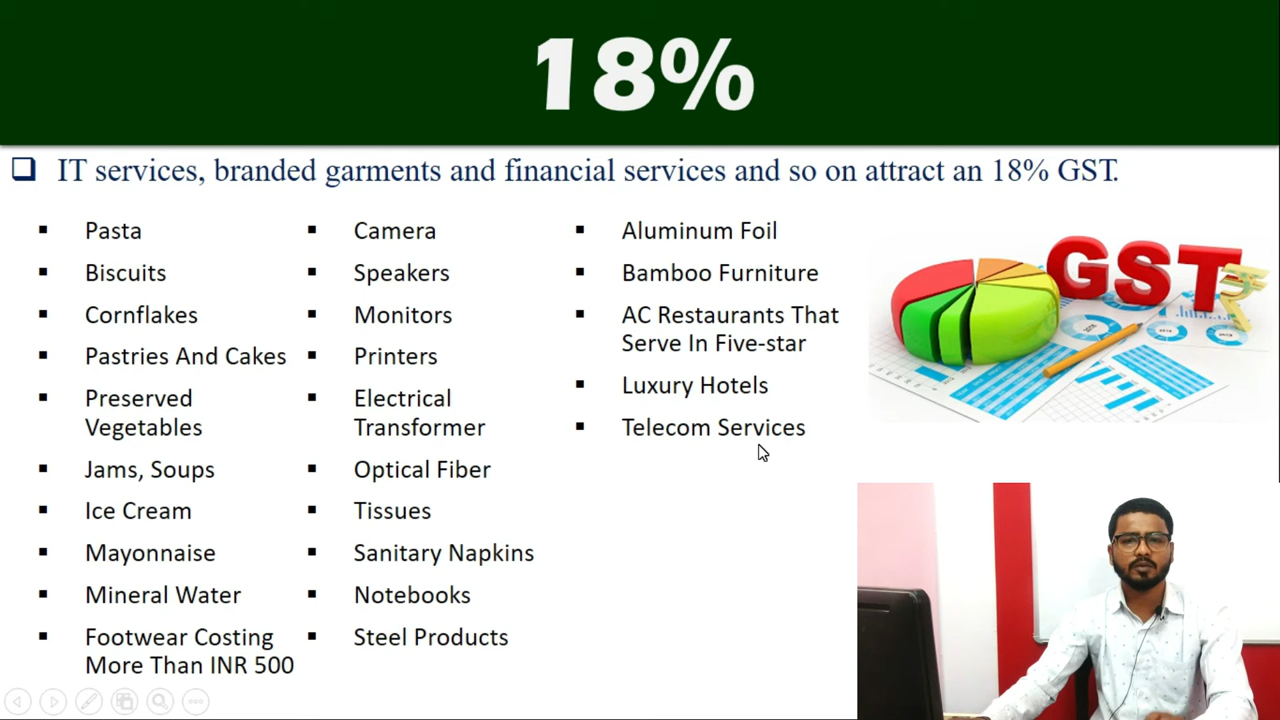 18%
IT services, branded garments and financial services and so on attract an 18% GST.
Pasta
Biscuits
Cornflakes
Pastries And Cakes
Preserved
Vegetables
Jams, Soups
Ice Cream
Mayonnaise
Mineral Water
Footwear Costing
More Than INR 500
Camera
Speakers
Monitors
Printers
Electrical
Transformer
Optical Fiber
Tissues
Sanitary Napkins
Notebooks
Steel Products
Aluminum Foil
Bamboo Furniture
AC Restaurants That
Serve In Five-star
Luxury Hotels
Telecom Services
GST